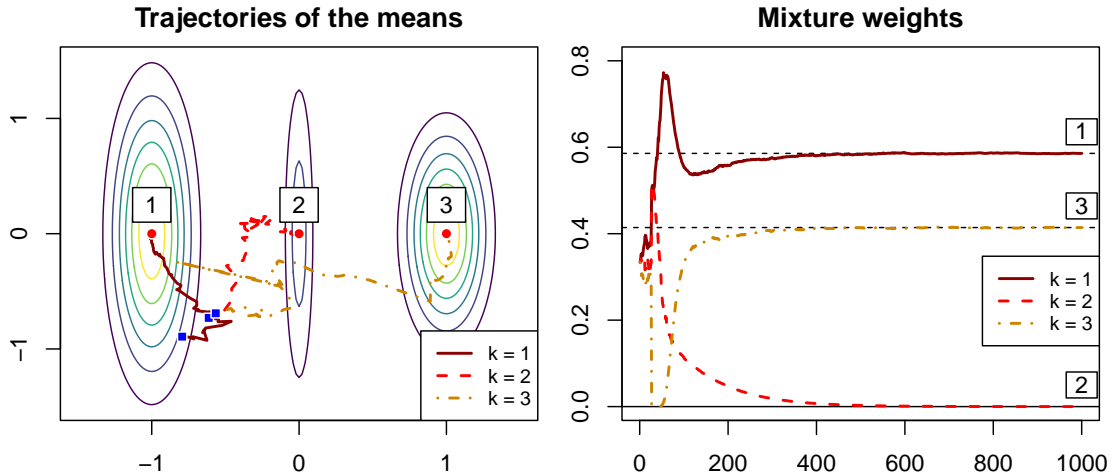 Trajectories of the means
1
0
−1
1
2
3
k = 1
k = 2
k = 3
−1 0 1
Mixture weights
0.8
0.6
0.4
0.2
0.0
1
3
k = 1
k = 2
k = 3
2
0 200 400 600 800 1000